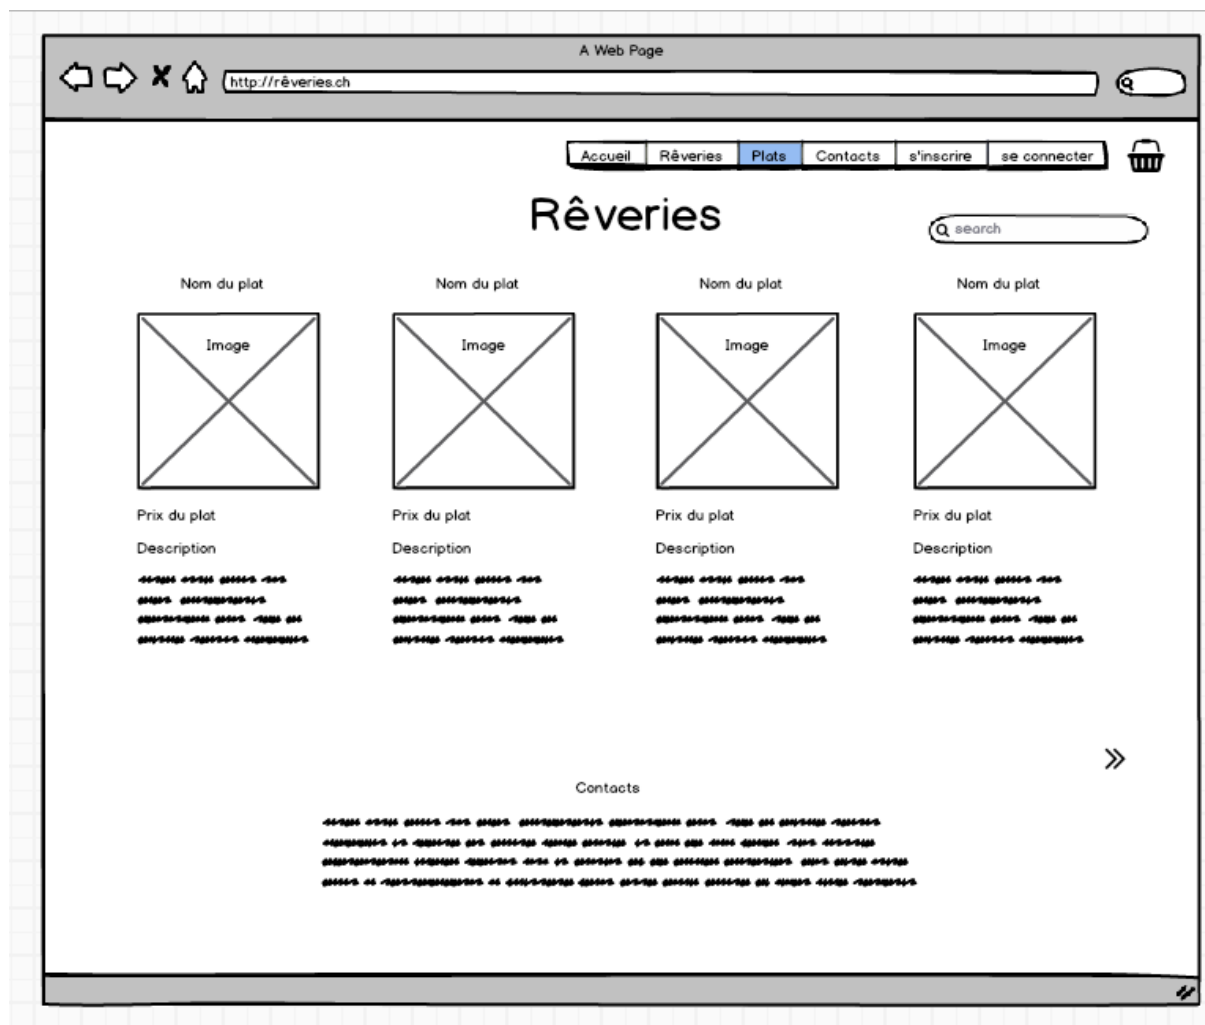 A Web Page
http://rêveries.ch
Accueil Rêveries Plats Contacts s'inscrire se connecter
Rêveries
search
Nom du plat Nom du plat Nom du plat Nom du plat
Image Image Image Image
Prix du plat Prix du plat Prix du plat Prix du plat
Description Description Description Description
Contacts